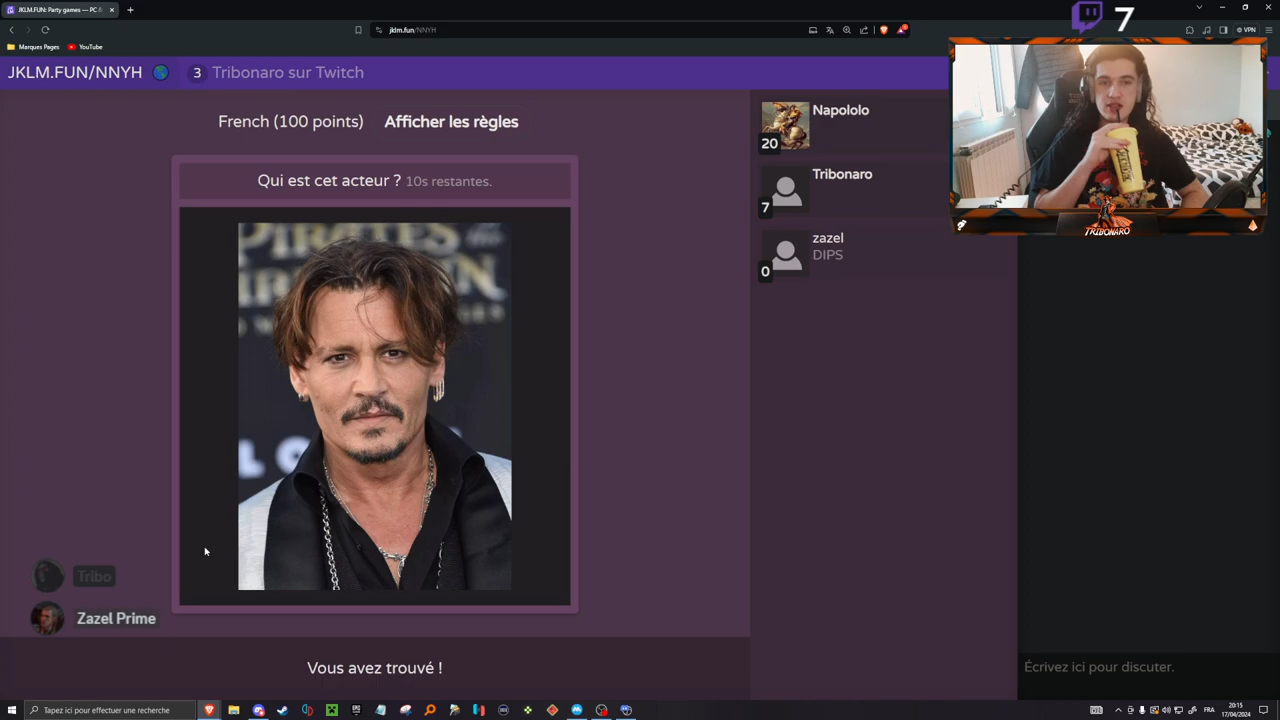 JKLM.FUN: Party games — PC
jklm.fun/NNYH
VPN
Marques Pages
YouTube
7
JKLM.FUN/NNYH
3
Tribonaro sur Twitch
French (100 points)
Afficher les règles
Qui est cet acteur ? 10s restantes.
Napololo
20
Tribonaro
7
zazel
DIPS
0
TRIBONARO
Tribo
Zazel Prime
Vous avez trouvé !
Écrivez ici pour discuter.
Tapez ici pour effectuer une recherche
FRA
20:15
17/04/2024